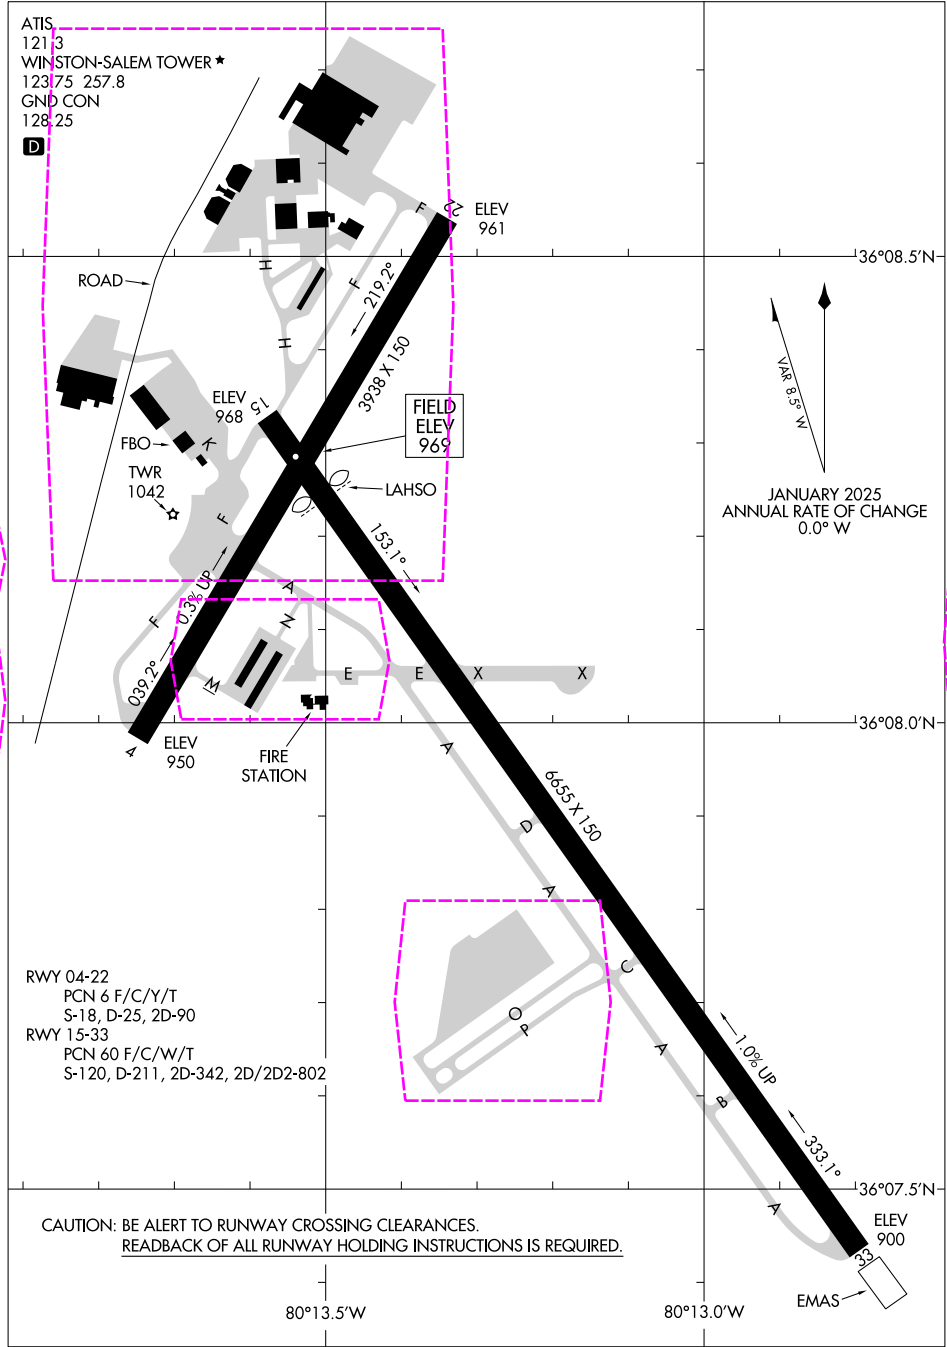 ATIS
121.3
WINSTON-SALEM TOWER ★
123.75 257.8
GND CON
128.25
D
F
22
ELEV
961
36°08.5'N
H
F
219.2°
ROAD
3938 X 150
H
VAR 8.5° W
ELEV
968
15
FIELD
ELEV
969
FBO
K
TWR
1042
LAHSO
JANUARY 2025
ANNUAL RATE OF CHANGE
0.0° W
F
153.1°
A
0.3% UP
F
N
039.2°
M
E
E
X
X
4
ELEV
950
FIRE
STATION
36°08.0'N
A
6655 X 150
D
A
C
RWY 04-22
PCN 6 F/C/Y/T
S-18, D-25, 2D-90
RWY 15-33
PCN 60 F/C/W/T
S-120, D-211, 2D-342, 2D/2D2-802
O
P
A
1.0% UP
B
333.1°
36°07.5'N
A
CAUTION: BE ALERT TO RUNWAY CROSSING CLEARANCES.
READBACK OF ALL RUNWAY HOLDING INSTRUCTIONS IS REQUIRED.
ELEV
900
33
EMAS
80°13.5'W
80°13.0'W